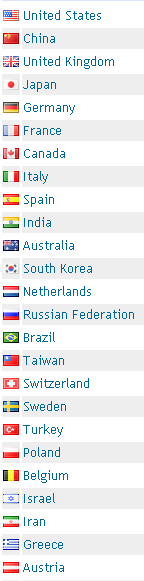 United States
China
United Kingdom
Japan
Germany
France
Canada
Italy
Spain
India
Australia
South Korea
Netherlands
Russian Federation
Brazil
Taiwan
Switzerland
Sweden
Turkey
Poland
Belgium
Israel
Iran
Greece
Austria